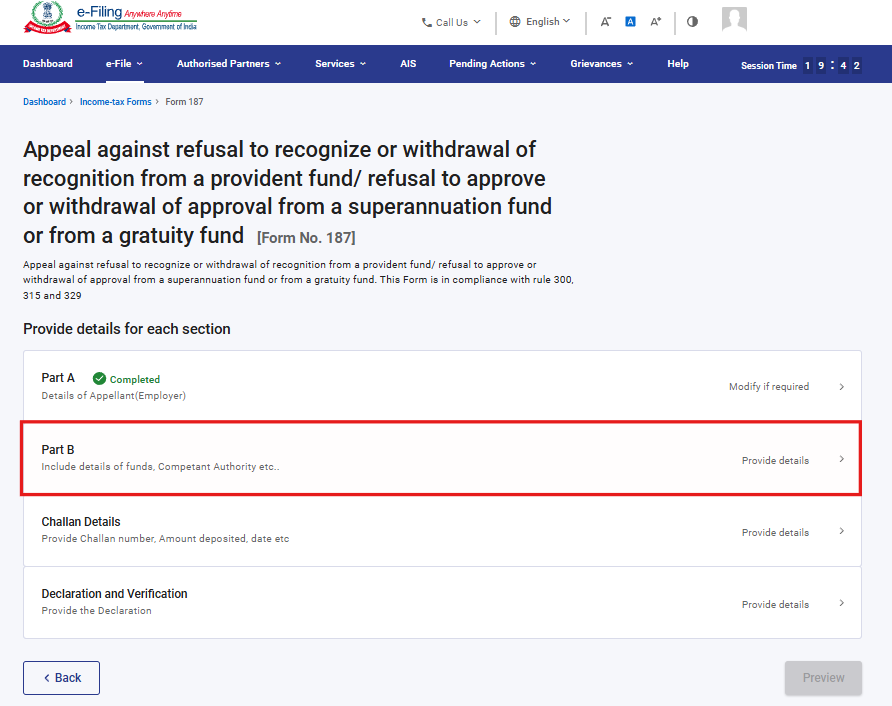 e-Filing Anywhere Anytime
Income Tax Department, Government of India
Call Us
English
A-
A
A+
Dashboard
e-File
Authorised Partners
Services
AIS
Pending Actions
Grievances
Help
Session Time 1 9 : 4 2
Dashboard > Income-tax Forms > Form 187
Appeal against refusal to recognize or withdrawal of
recognition from a provident fund/ refusal to approve
or withdrawal of approval from a superannuation fund
or from a gratuity fund [Form No. 187]
Appeal against refusal to recognize or withdrawal of recognition from a provident fund/ refusal to approve or
withdrawal of approval from a superannuation fund or from a gratuity fund. This Form is in compliance with rule 300,
315 and 329
Provide details for each section
Part A Completed
Details of Appellant(Employer)
Modify if required
Part B
Include details of funds, Competant Authority etc..
Provide details
Challan Details
Provide Challan number, Amount deposited, date etc
Provide details
Declaration and Verification
Provide the Declaration
Provide details
< Back
Preview